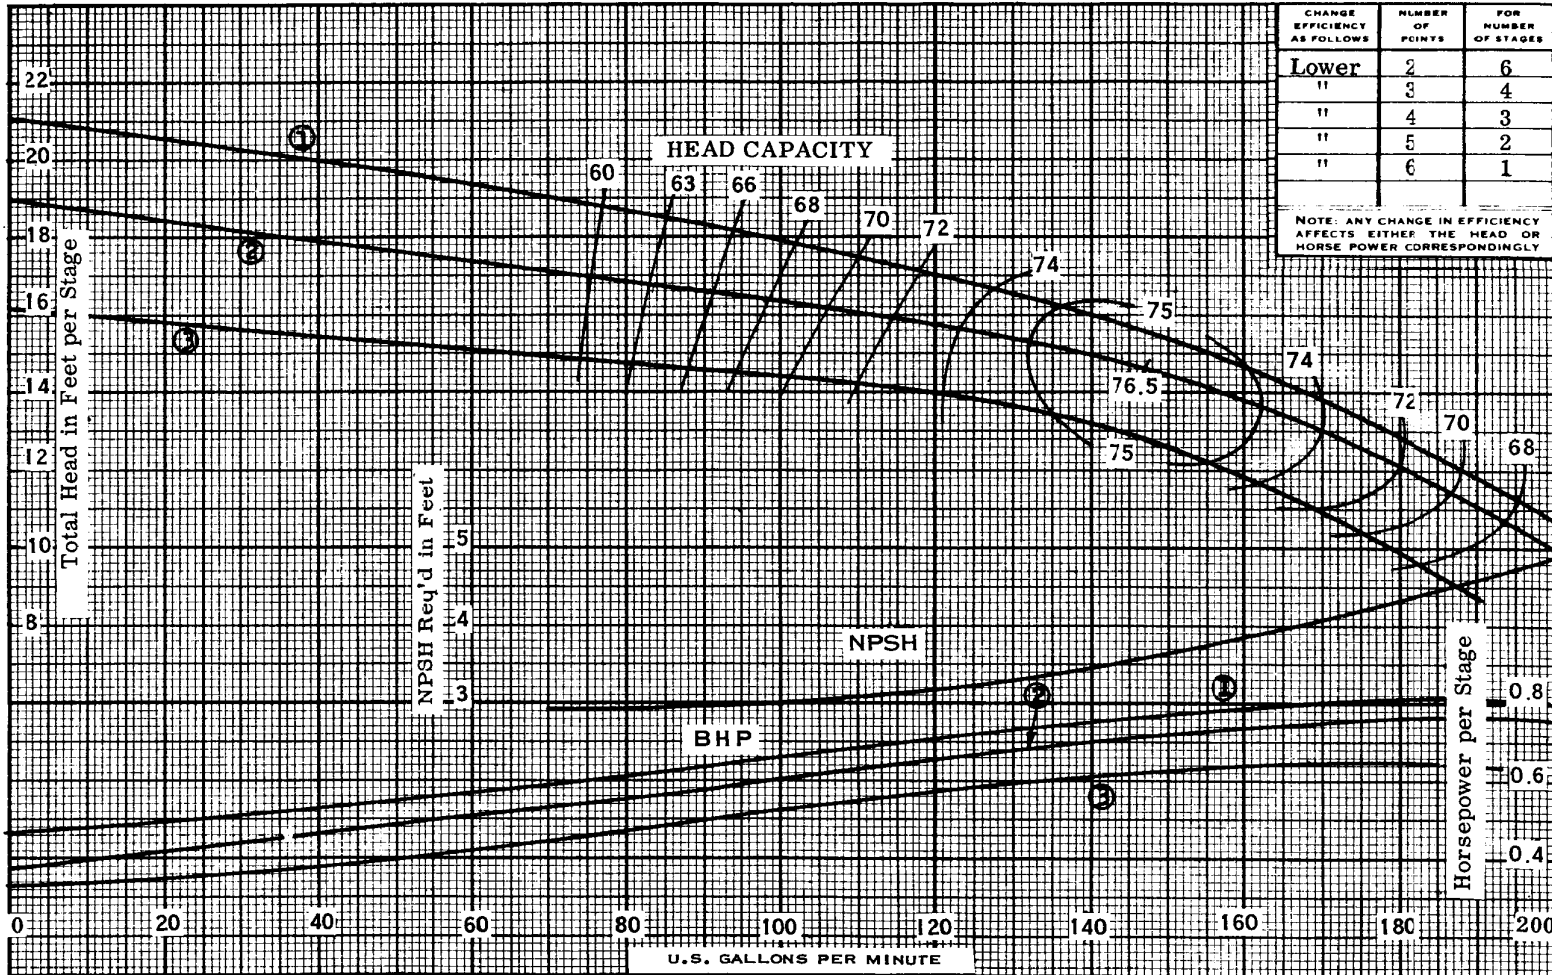 CHANGE EFFICIENCY AS FOLLOWS NUMBER OF POINTS FOR NUMBER OF STAGES
Lower 2 6
" 3 4
" 4 3
" 5 2
" 6 1
NOTE: ANY CHANGE IN EFFICIENCY
AFFECTS EITHER THE HEAD OR
HORSE POWER CORRESPONDINGLY
22
20
18
16
14
12
10
8
Total Head in Feet per Stage
①
②
③
HEAD CAPACITY
60
63
66
68
70
72
74
75
76.5
75
74
72
70
68
NPSH Req'd in Feet
5
4
3
NPSH
BHP
②
①
③
Horsepower per Stage
0.8
0.6
0.4
0 20 40 60 80 100 120 140 160 180 200
U.S. GALLONS PER MINUTE